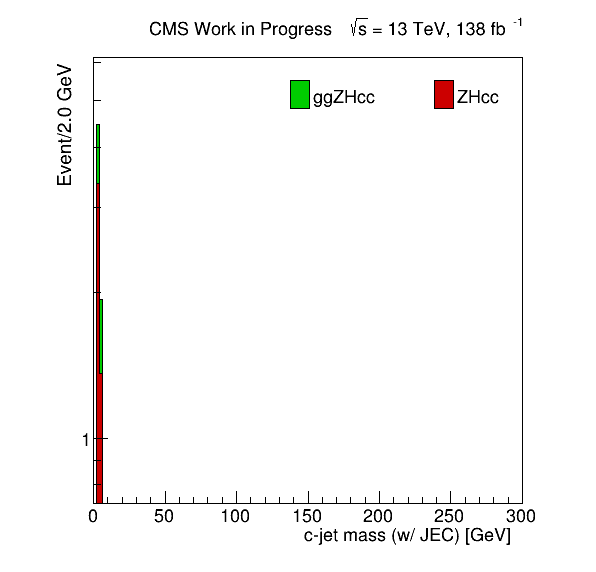 CMS Work in Progress √s = 13 TeV, 138 fb -1
Event/2.0 GeV
ggZHcc ZHcc
1
0 50 100 150 200 250 300
c-jet mass (w/ JEC) [GeV]